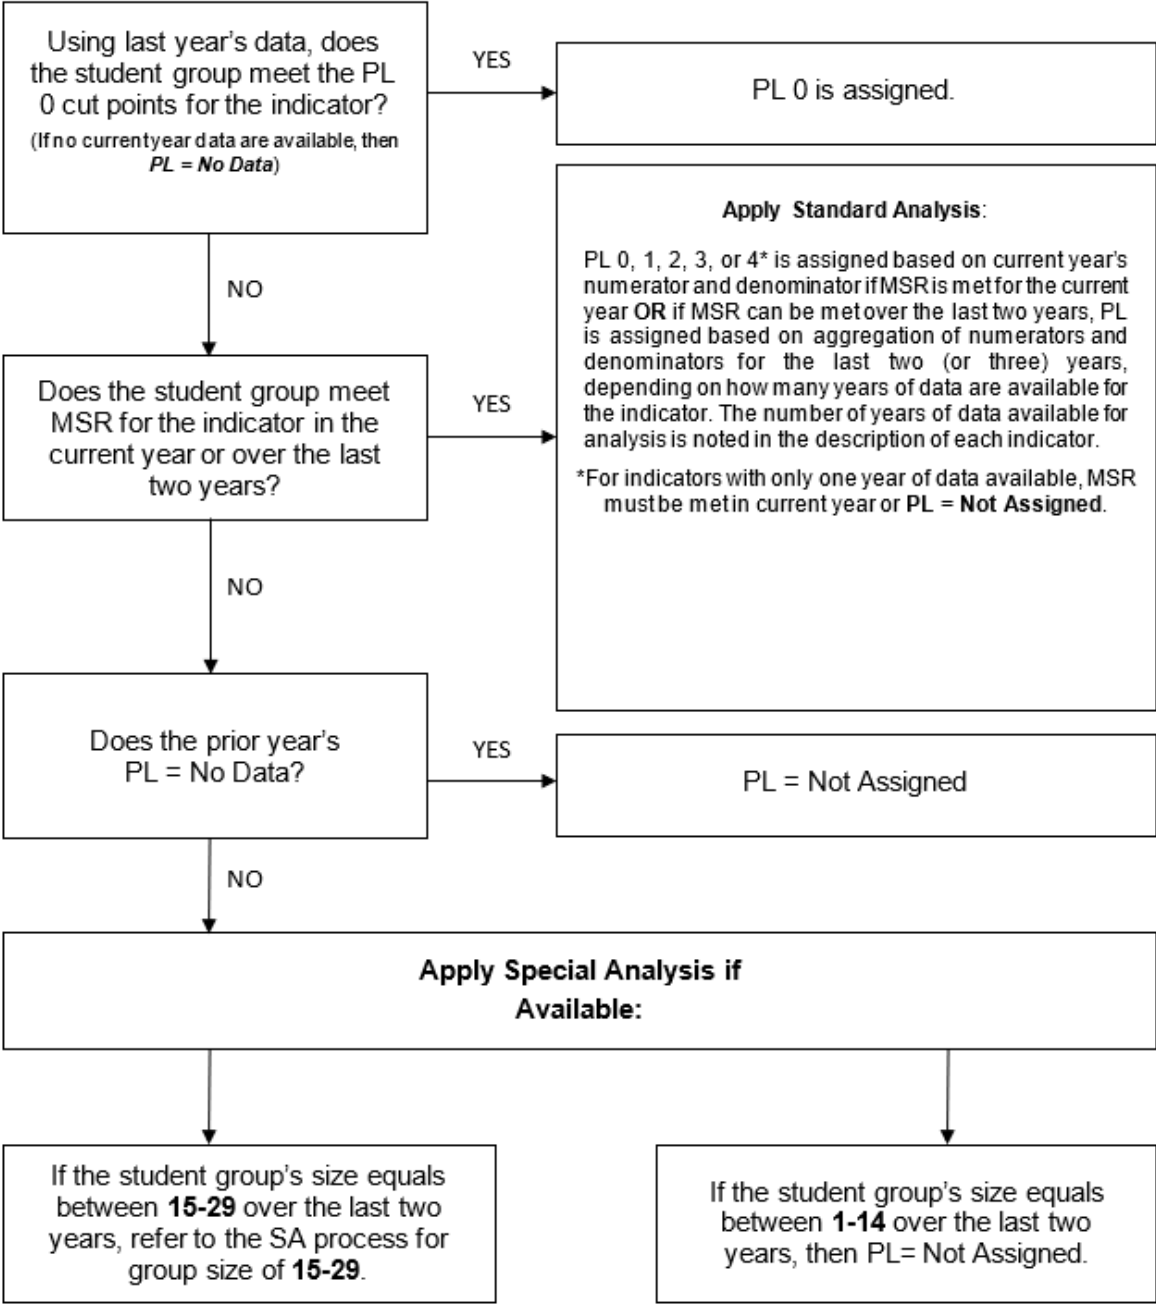 Using last year's data, does
the student group meet the PL
0 cut points for the indicator?
(If no current year data are available, then
PL = No Data)
YES
PL 0 is assigned.
NO
Apply Standard Analysis:
PL 0, 1, 2, 3, or 4* is assigned based on current year's
numerator and denominator if MSR is met for the current
year OR if MSR can be met over the last two years, PL
is assigned based on aggregation of numerators and
denominators for the last two (or three) years,
depending on how many years of data are available for
the indicator. The number of years of data available for
analysis is noted in the description of each indicator.
*For indicators with only one year of data available, MSR
must be met in current year or PL = Not Assigned.
Does the student group meet
MSR for the indicator in the
current year or over the last
two years?
YES
NO
Does the prior year's
PL = No Data?
YES
PL = Not Assigned
NO
Apply Special Analysis if
Available:
If the student group's size equals
between 15-29 over the last two
years, refer to the SA process for
group size of 15-29.
If the student group's size equals
between 1-14 over the last two
years, then PL= Not Assigned.